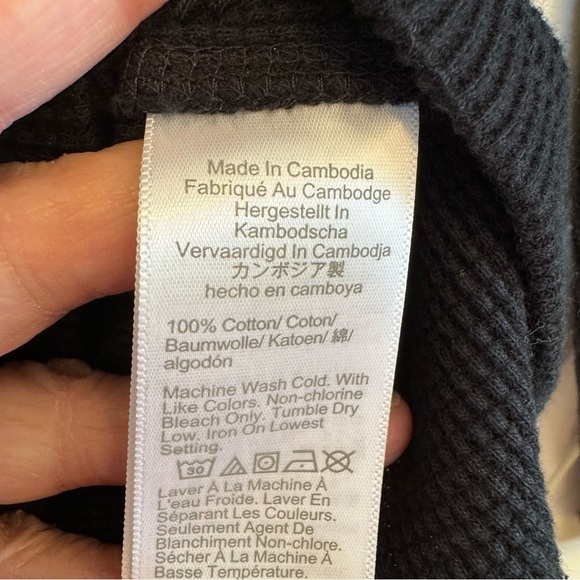 Made In Cambodia
Fabriqué Au Cambodge
Hergestellt In
Kambodscha
Vervaardigd In Cambodja
カンボジア製
hecho en camboya
100% Cotton/ Coton/
Baumwolle/ Katoen/ 綿/
algodón
Machine Wash Cold. With
Like Colors. Non-chlorine
Bleach Only. Tumble Dry
Low. Iron On Lowest
Setting.
30
Laver À La Machine À
L'eau Froide. Laver En
Séparant Les Couleurs.
Seulement Agent De
Blanchiment Non-chlore.
Sécher À La Machine À
Basse Température.